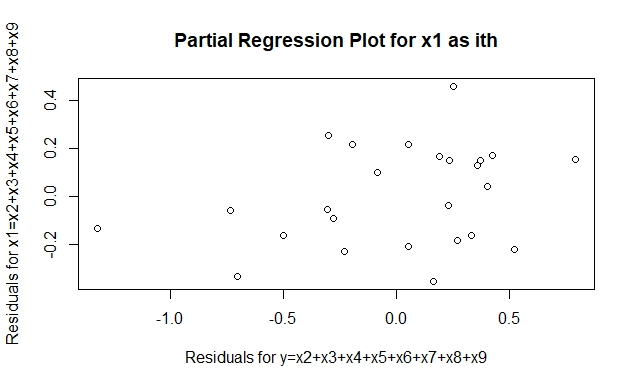 Partial Regression Plot for x1 as ith
Residuals for x1=x2+x3+x4+x5+x6+x7+x8+x9
0.4
0.2
0.0
-0.2
-1.0 -0.5 0.0 0.5
Residuals for y=x2+x3+x4+x5+x6+x7+x8+x9